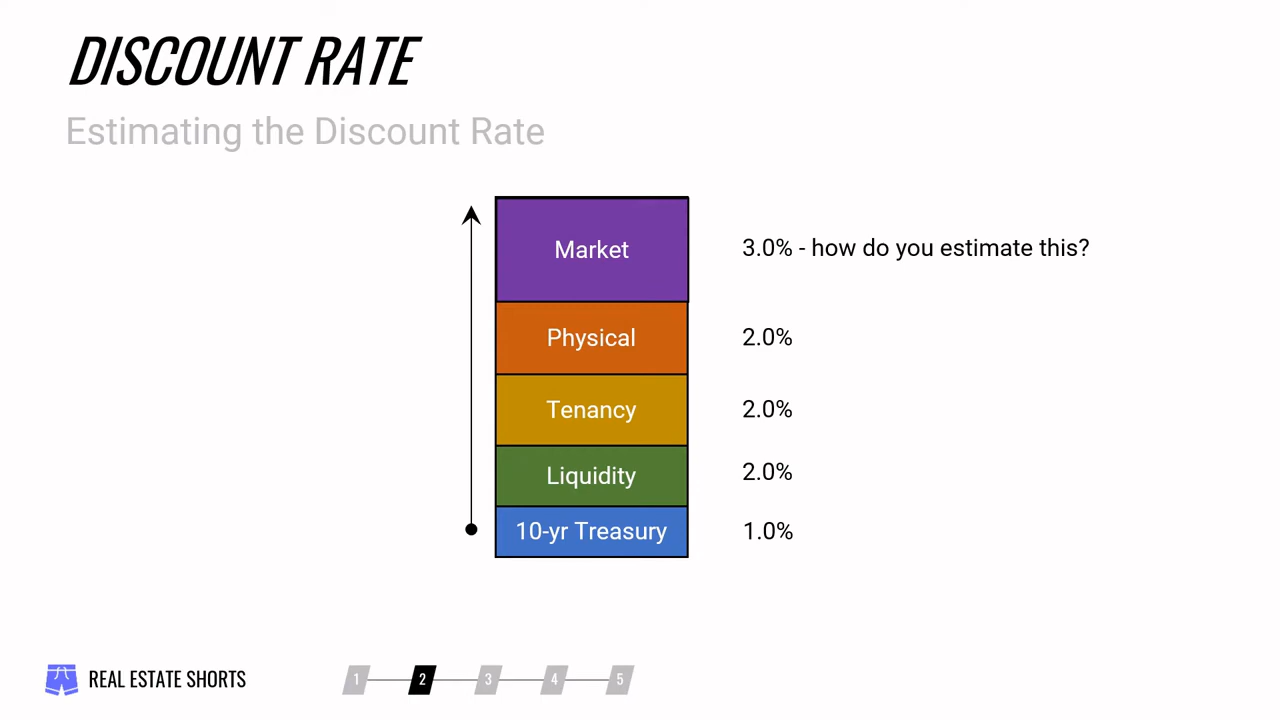 DISCOUNT RATE
Estimating the Discount Rate
Market
3.0% - how do you estimate this?
Physical
2.0%
Tenancy
2.0%
Liquidity
2.0%
10-yr Treasury
1.0%
REAL ESTATE SHORTS
1 2 3 4 5